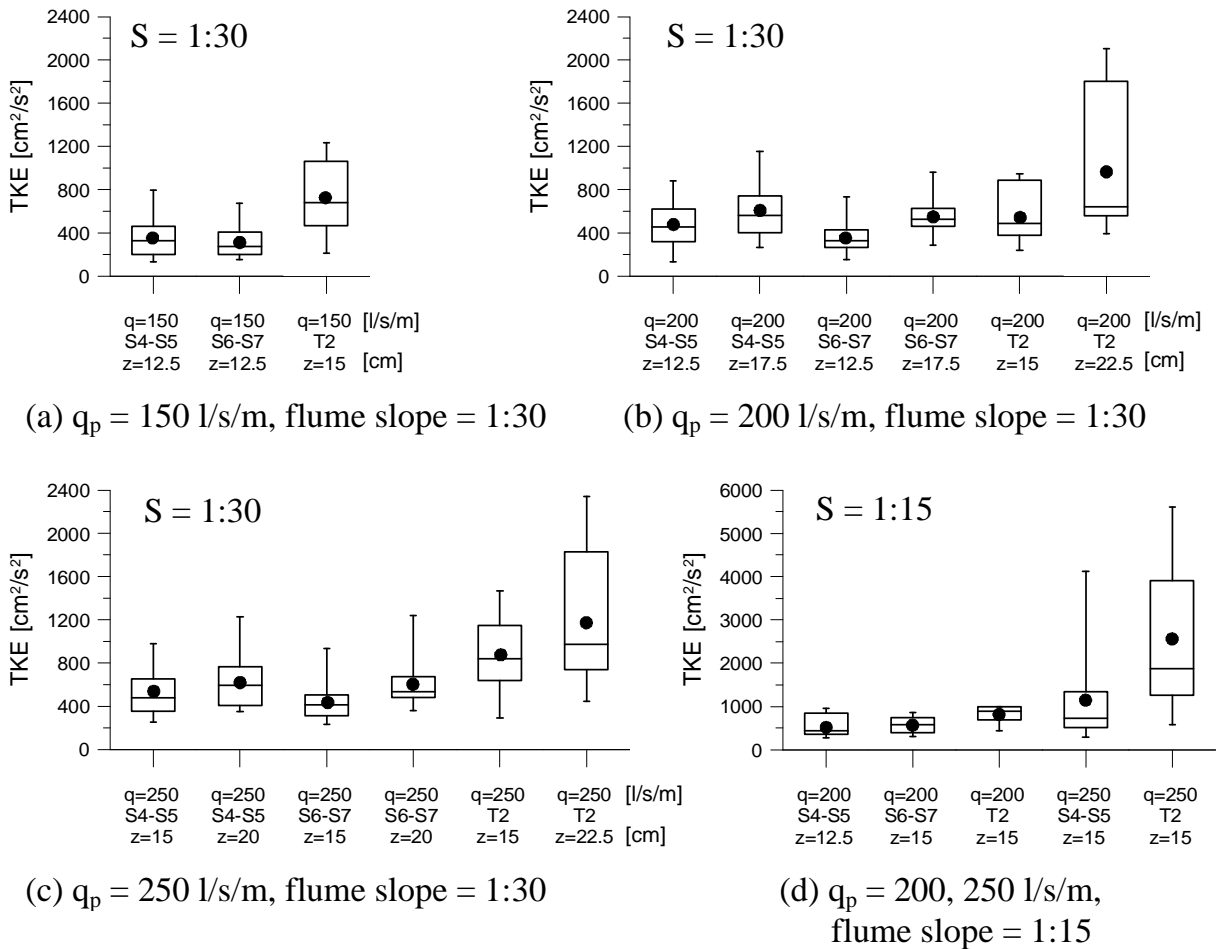 S = 1:30
TKE [cm²/s²]
2400
2000
1600
1200
800
400
0
q=150 q=150 q=150 [l/s/m]
S4-S5 S6-S7 T2
z=12.5 z=12.5 z=15 [cm]
(a) qₚ = 150 l/s/m, flume slope = 1:30
S = 1:30
TKE [cm²/s²]
2400
2000
1600
1200
800
400
0
q=200 q=200 q=200 q=200 q=200 q=200 [l/s/m]
S4-S5 S4-S5 S6-S7 S6-S7 T2 T2
z=12.5 z=17.5 z=12.5 z=17.5 z=15 z=22.5 [cm]
(b) qₚ = 200 l/s/m, flume slope = 1:30
S = 1:30
TKE [cm²/s²]
2400
2000
1600
1200
800
400
0
q=250 q=250 q=250 q=250 q=250 q=250 [l/s/m]
S4-S5 S4-S5 S6-S7 S6-S7 T2 T2
z=15 z=20 z=15 z=20 z=15 z=22.5 [cm]
(c) qₚ = 250 l/s/m, flume slope = 1:30
S = 1:15
TKE [cm²/s²]
6000
5000
4000
3000
2000
1000
0
q=200 q=200 q=200 q=250 q=250
S4-S5 S6-S7 T2 S4-S5 T2
z=12.5 z=15 z=15 z=15 z=15
(d) qₚ = 200, 250 l/s/m,
flume slope = 1:15